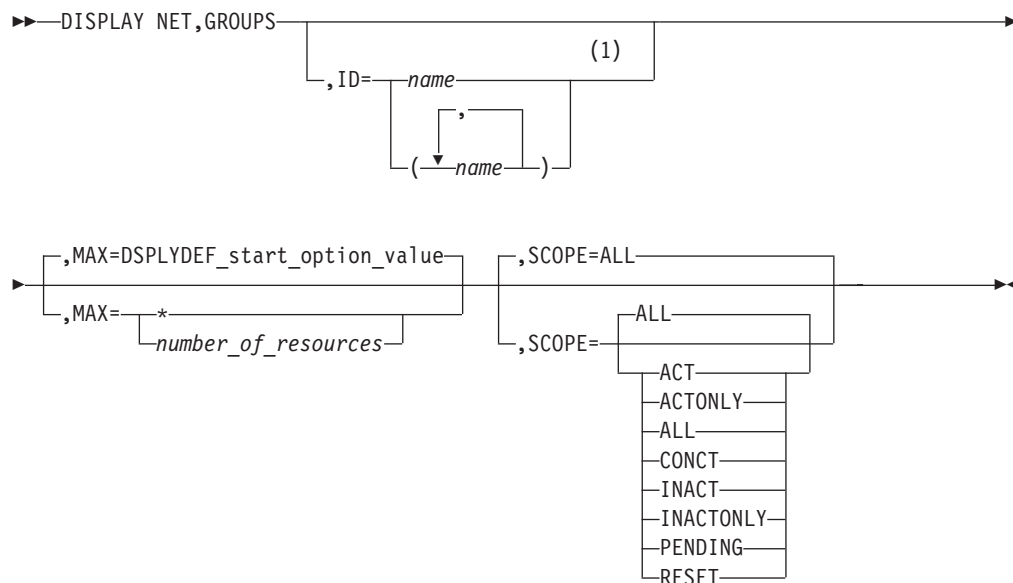 DISPLAY NET,GROUPS
(1)
,ID= name
,
( name )
,MAX=DSPLYDEF_start_option_value ,SCOPE=ALL
,MAX= * ALL
number_of_resources ,SCOPE=
ACT
ACTONLY
ALL
CONCT
INACT
INACTONLY
PENDING
RESET